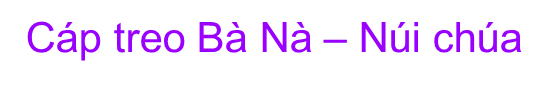 Cáp treo Bà Nà – Núi chúa